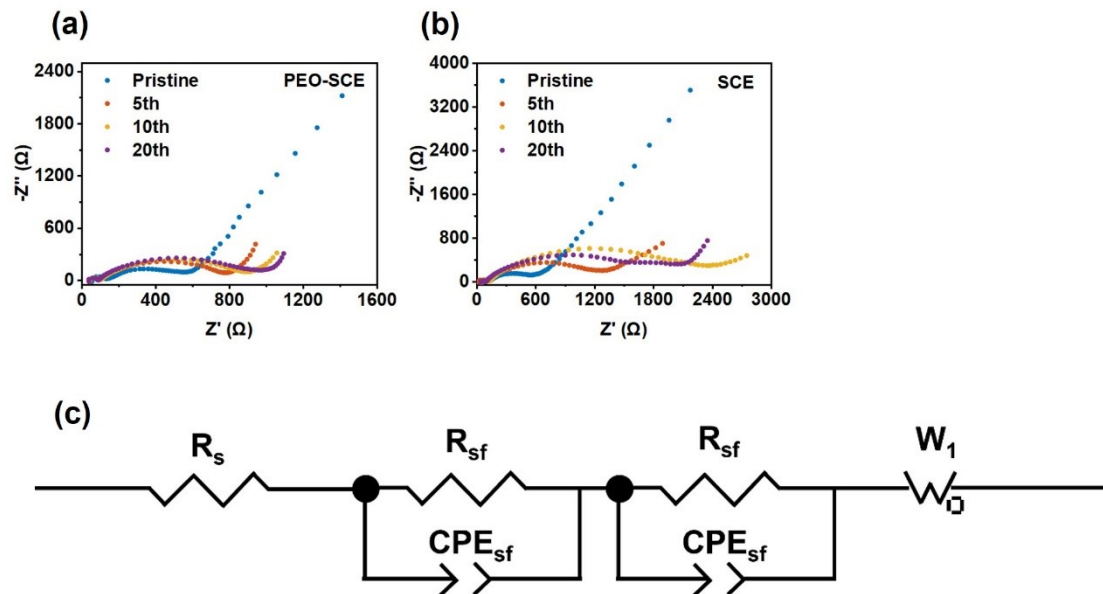 (a)
PEO-SCE
Pristine
5th
10th
20th
2400
1800
1200
600
0
0 400 800 1200 1600
-Z'' (Ω)
Z' (Ω)
(b)
SCE
Pristine
5th
10th
20th
4000
3200
2400
1600
800
0
0 600 1200 1800 2400 3000
-Z'' (Ω)
Z' (Ω)
(c)
Rs Rsf Rsf W1
CPEsf CPEsf